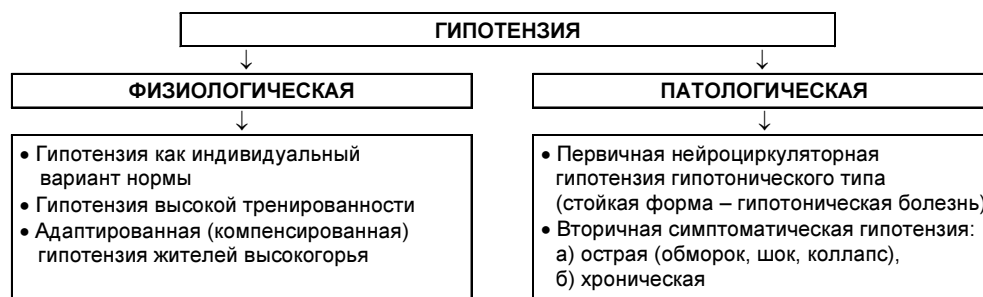 ГИПОТЕНЗИЯ
↓ ↓
ФИЗИОЛОГИЧЕСКАЯ
↓
• Гипотензия как индивидуальный
вариант нормы
• Гипотензия высокой тренированности
• Адаптированная (компенсированная)
гипотензия жителей высокогорья
ПАТОЛОГИЧЕСКАЯ
↓
• Первичная нейроциркуляторная
гипотензия гипотонического типа
(стойкая форма – гипотоническая болезнь)
• Вторичная симптоматическая гипотензия:
а) острая (обморок, шок, коллапс),
б) хроническая